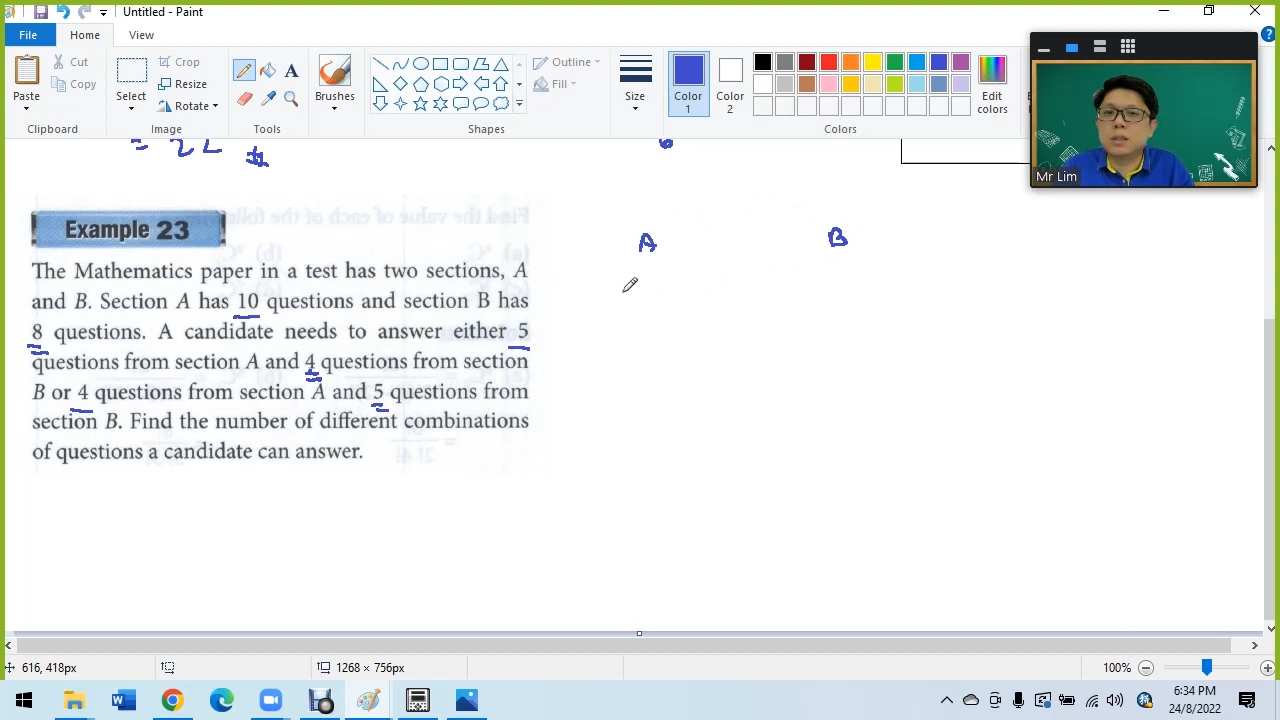 Untitled - Paint
File Home View
Paste Cut Copy
Clipboard
Select Crop Resize Rotate
Image
Tools
Brushes
Outline Fill
Shapes
Size
Color 1 Color 2
Edit colors
Colors
Mr Lim
Example 23
A B
The Mathematics paper in a test has two sections, A
and B. Section A has 10 questions and section B has
8 questions. A candidate needs to answer either 5
questions from section A and 4 questions from section
B or 4 questions from section A and 5 questions from
section B. Find the number of different combinations
of questions a candidate can answer.
616, 418px 1268 × 756px 100%
6:34 PM
24/8/2022